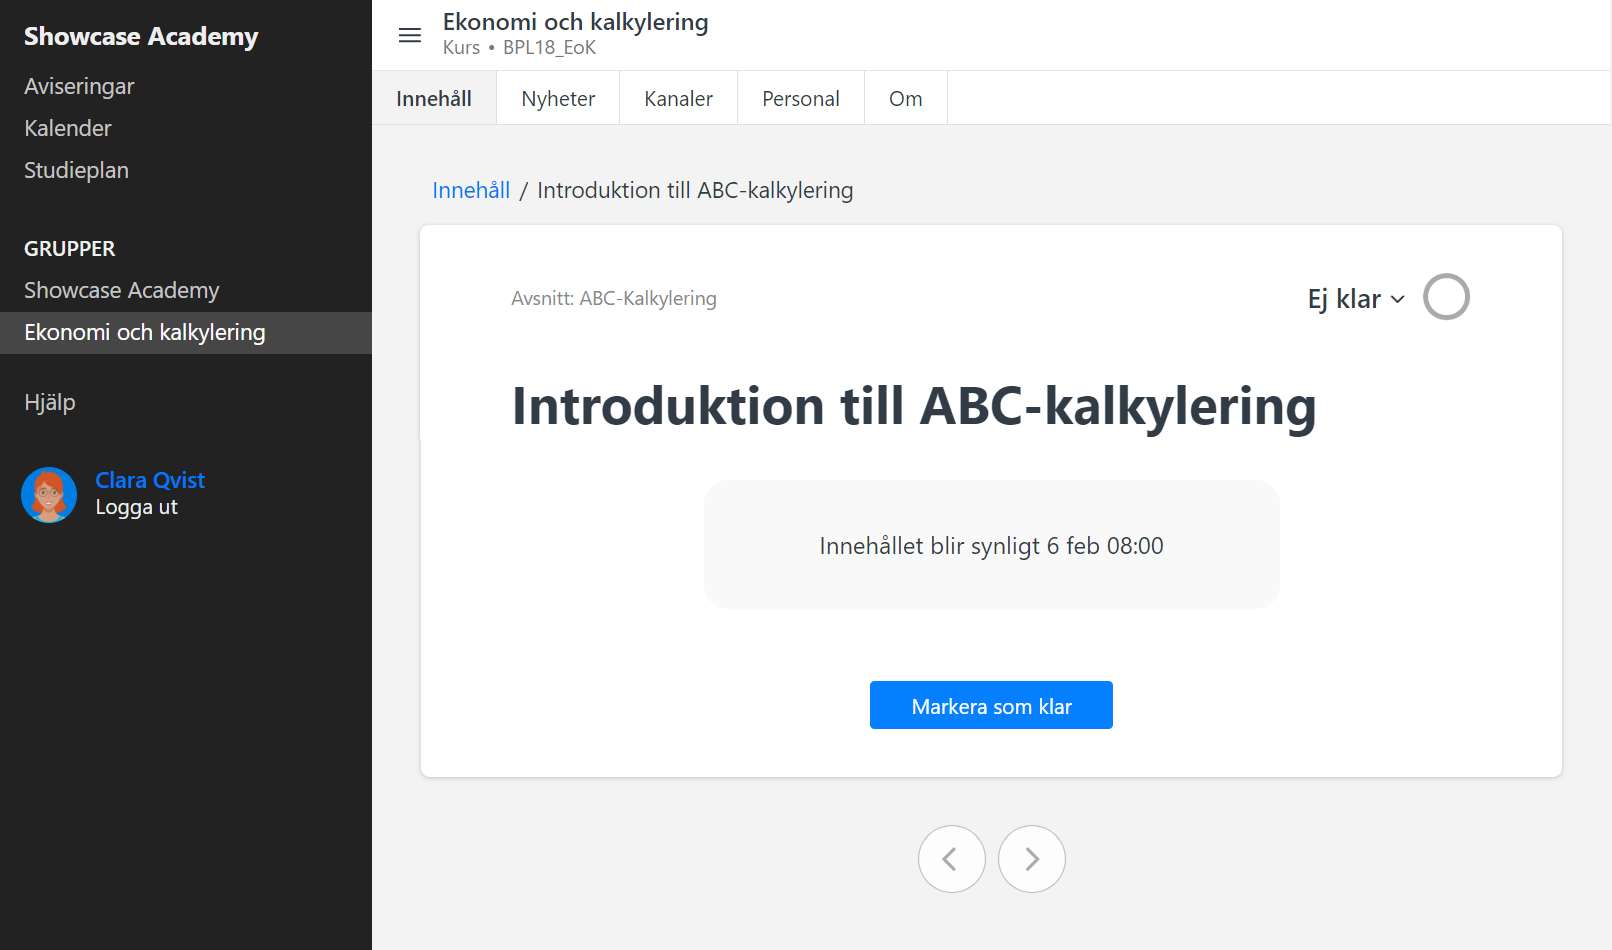 Showcase Academy
Aviseringar
Kalender
Studieplan
GRUPPER
Showcase Academy
Ekonomi och kalkylering
Hjälp
Clara Qvist
Logga ut
Ekonomi och kalkylering
Kurs • BPL18_EoK
Innehåll Nyheter Kanaler Personal Om
Innehåll / Introduktion till ABC-kalkylering
Avsnitt: ABC-Kalkylering
Ej klar
Introduktion till ABC-kalkylering
Innehållet blir synligt 6 feb 08:00
Markera som klar